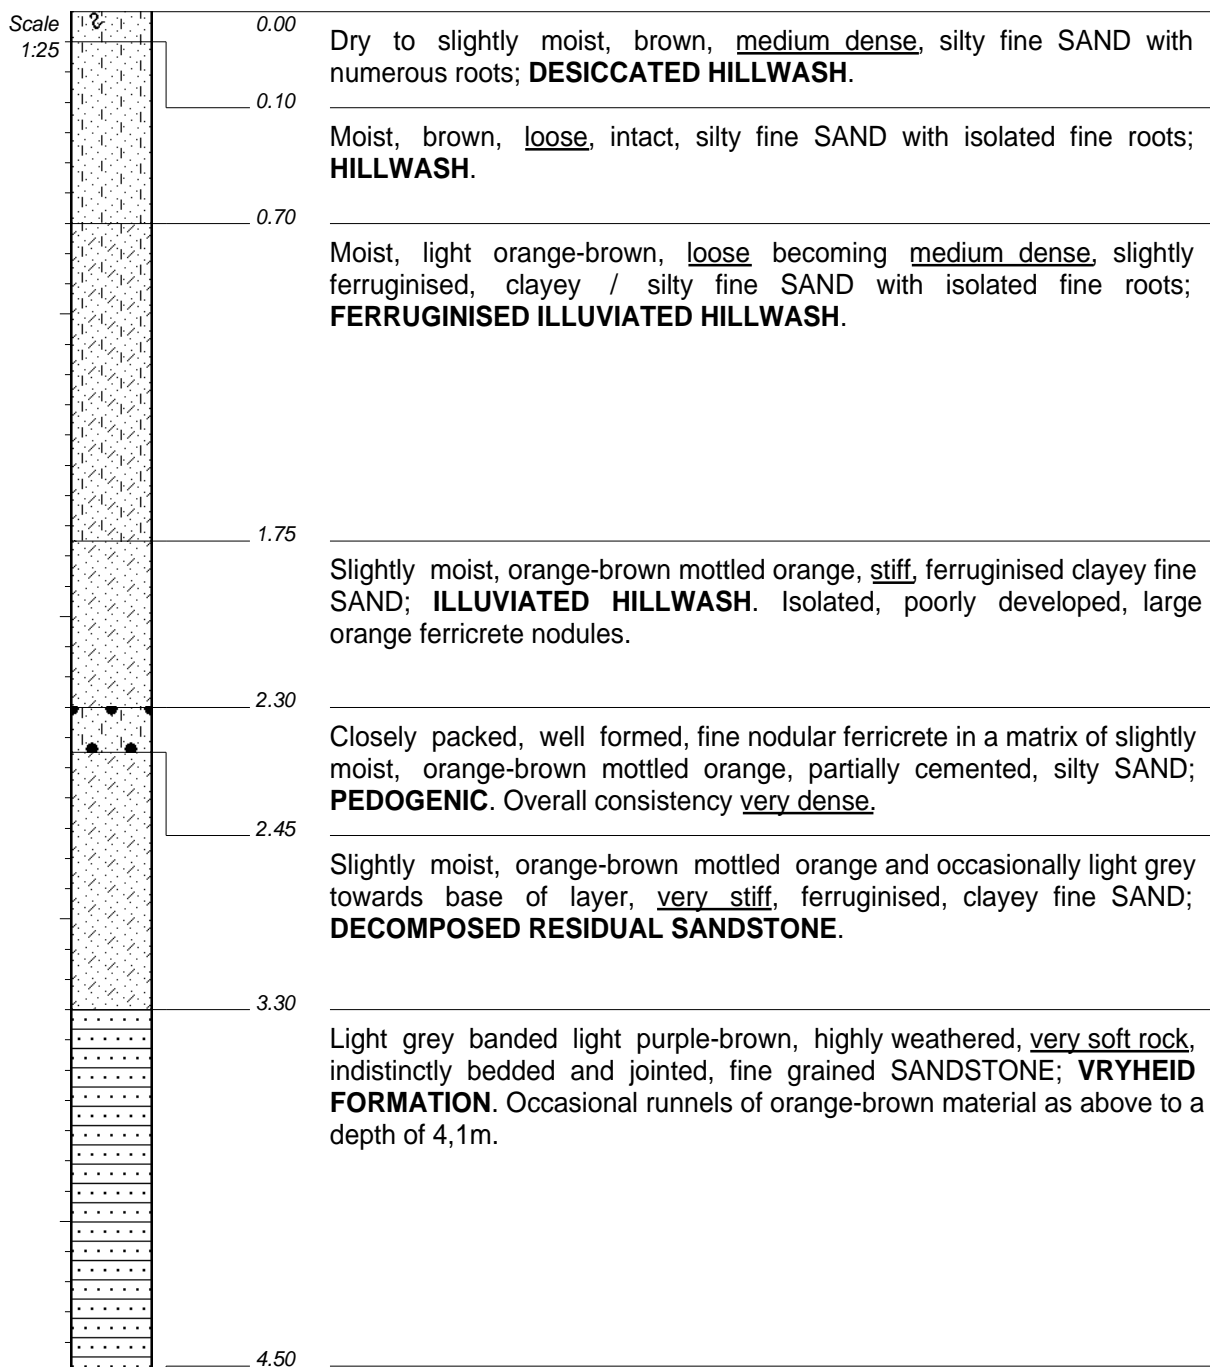 Scale
1:25
0.00
Dry to slightly moist, brown, medium dense, silty fine SAND with
numerous roots; DESICCATED HILLWASH.
0.10
Moist, brown, loose, intact, silty fine SAND with isolated fine roots;
HILLWASH.
0.70
Moist, light orange-brown, loose becoming medium dense, slightly
ferruginised, clayey / silty fine SAND with isolated fine roots;
FERRUGINISED ILLUVIATED HILLWASH.
1.75
Slightly moist, orange-brown mottled orange, stiff, ferruginised clayey fine
SAND; ILLUVIATED HILLWASH. Isolated, poorly developed, large
orange ferricrete nodules.
2.30
Closely packed, well formed, fine nodular ferricrete in a matrix of slightly
moist, orange-brown mottled orange, partially cemented, silty SAND;
PEDOGENIC. Overall consistency very dense.
2.45
Slightly moist, orange-brown mottled orange and occasionally light grey
towards base of layer, very stiff, ferruginised, clayey fine SAND;
DECOMPOSED RESIDUAL SANDSTONE.
3.30
Light grey banded light purple-brown, highly weathered, very soft rock,
indistinctly bedded and jointed, fine grained SANDSTONE; VRYHEID
FORMATION. Occasional runnels of orange-brown material as above to a
depth of 4,1m.
4.50